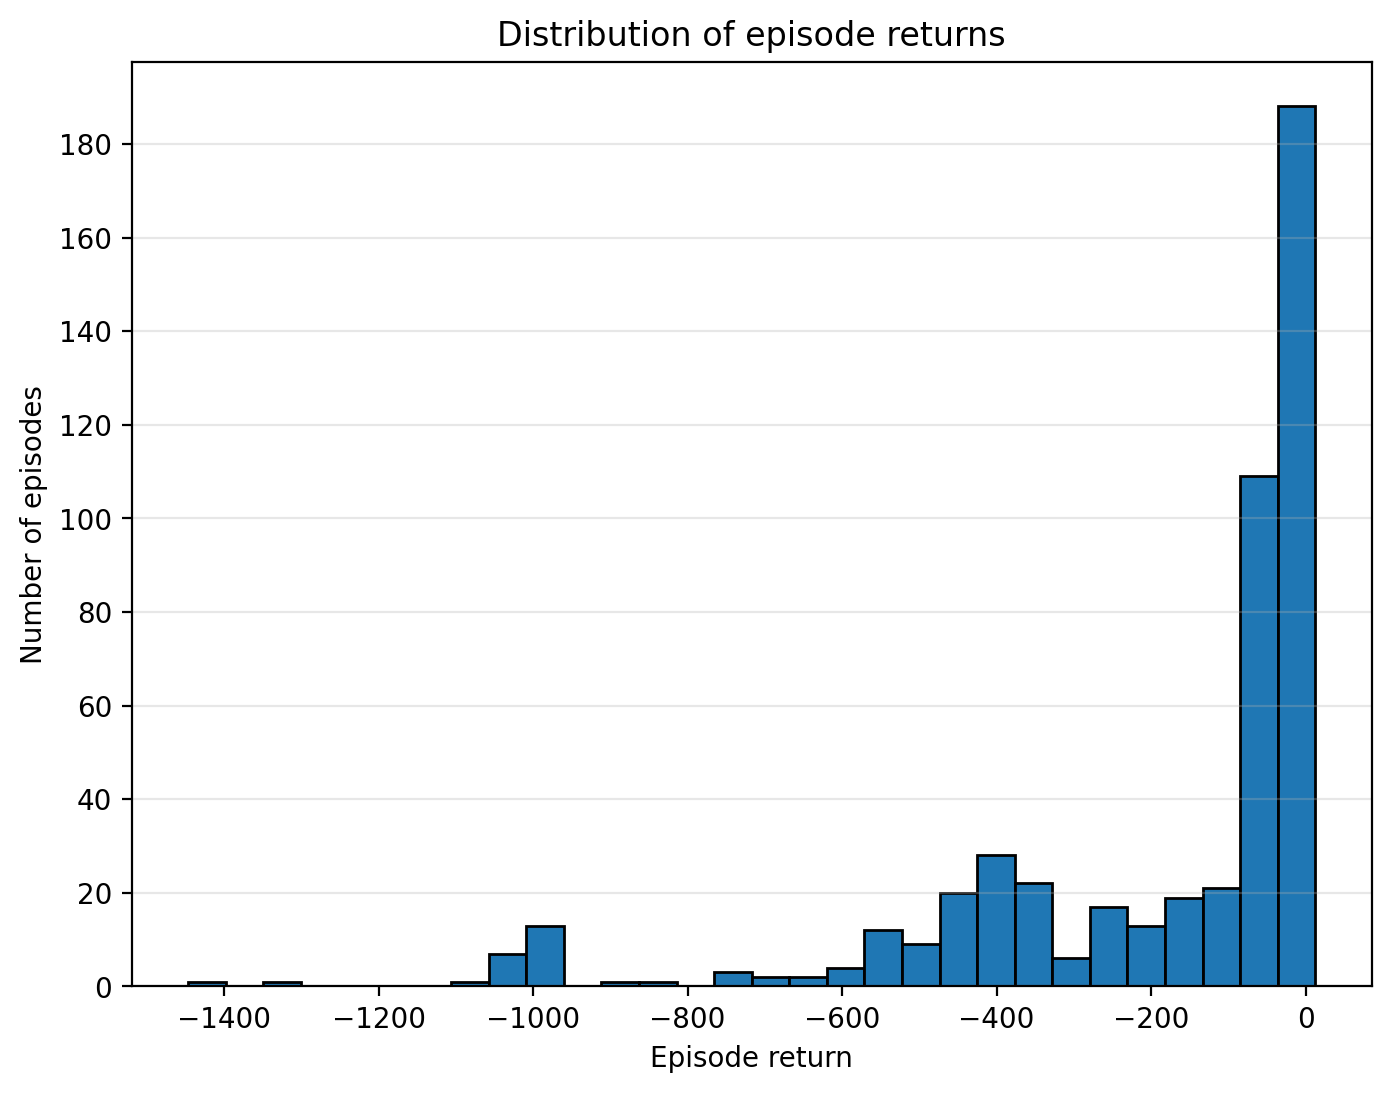 Distribution of episode returns
Number of episodes
180
160
140
120
100
80
60
40
20
0
−1400 −1200 −1000 −800 −600 −400 −200 0
Episode return